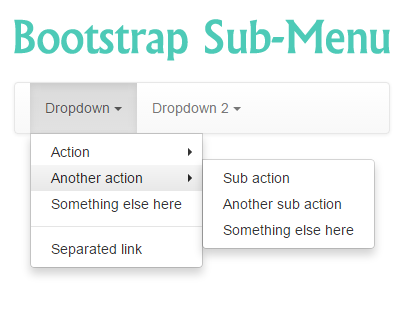 Bootstrap Sub-Menu
Dropdown Dropdown 2
Action
Another action
Something else here
Separated link
Sub action
Another sub action
Something else here